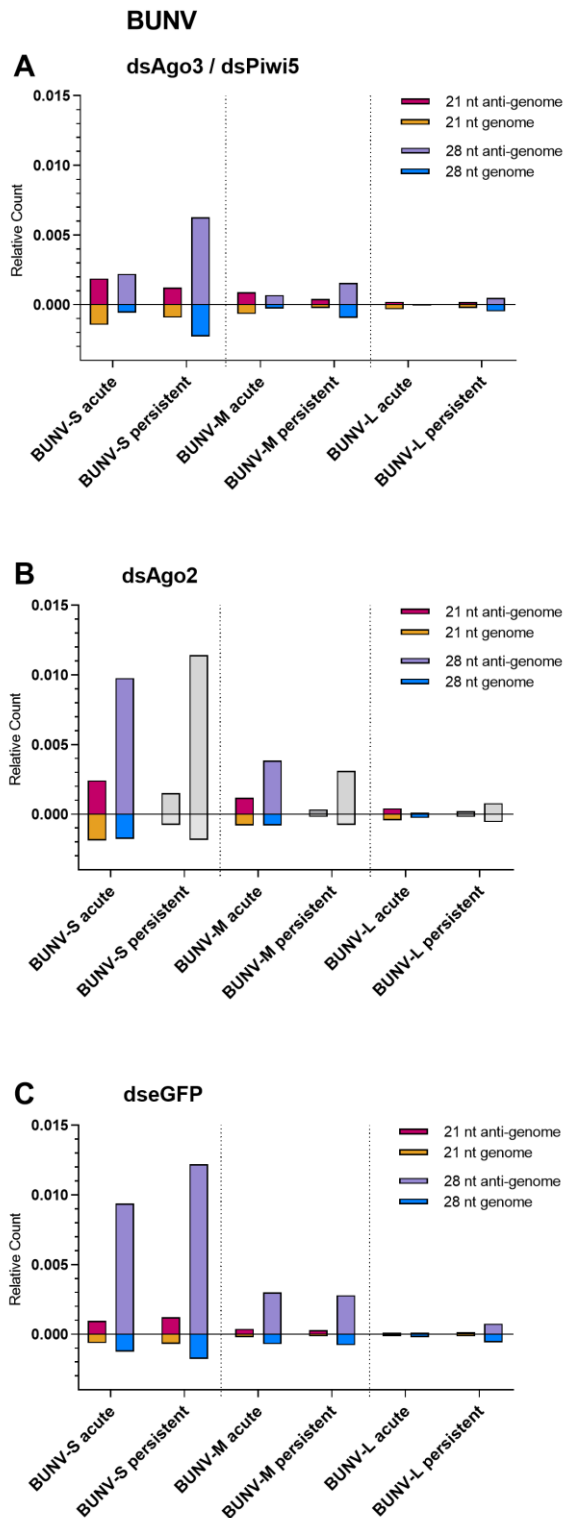 BUNV
A
dsAgo3 / dsPiwi5
0.015
0.010
0.005
0.000
Relative Count
21 nt anti-genome
21 nt genome
28 nt anti-genome
28 nt genome
BUNV-S acute
BUNV-S persistent
BUNV-M acute
BUNV-M persistent
BUNV-L acute
BUNV-L persistent
B
dsAgo2
0.015
0.010
0.005
0.000
Relative Count
21 nt anti-genome
21 nt genome
28 nt anti-genome
28 nt genome
BUNV-S acute
BUNV-S persistent
BUNV-M acute
BUNV-M persistent
BUNV-L acute
BUNV-L persistent
C
dseGFP
0.015
0.010
0.005
0.000
Relative Count
21 nt anti-genome
21 nt genome
28 nt anti-genome
28 nt genome
BUNV-S acute
BUNV-S persistent
BUNV-M acute
BUNV-M persistent
BUNV-L acute
BUNV-L persistent